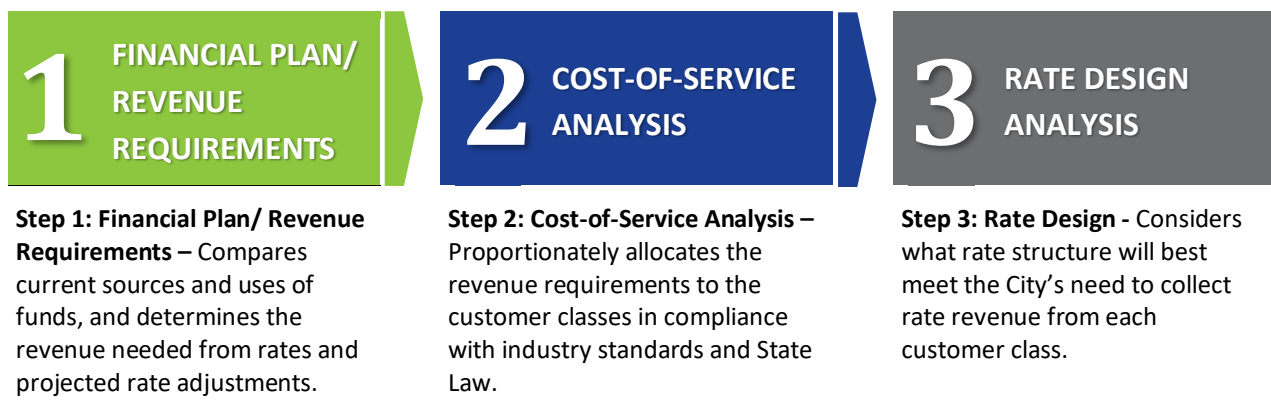 1
FINANCIAL PLAN/
REVENUE
REQUIREMENTS
2
COST-OF-SERVICE
ANALYSIS
3
RATE DESIGN
ANALYSIS
Step 1: Financial Plan/ Revenue
Requirements – Compares
current sources and uses of
funds, and determines the
revenue needed from rates and
projected rate adjustments.
Step 2: Cost-of-Service Analysis –
Proportionately allocates the
revenue requirements to the
customer classes in compliance
with industry standards and State
Law.
Step 3: Rate Design - Considers
what rate structure will best
meet the City’s need to collect
rate revenue from each
customer class.